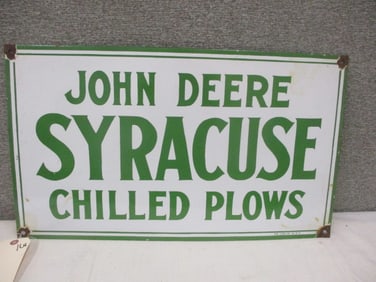 JOHN DEERE
SYRACUSE
CHILLED PLOWS